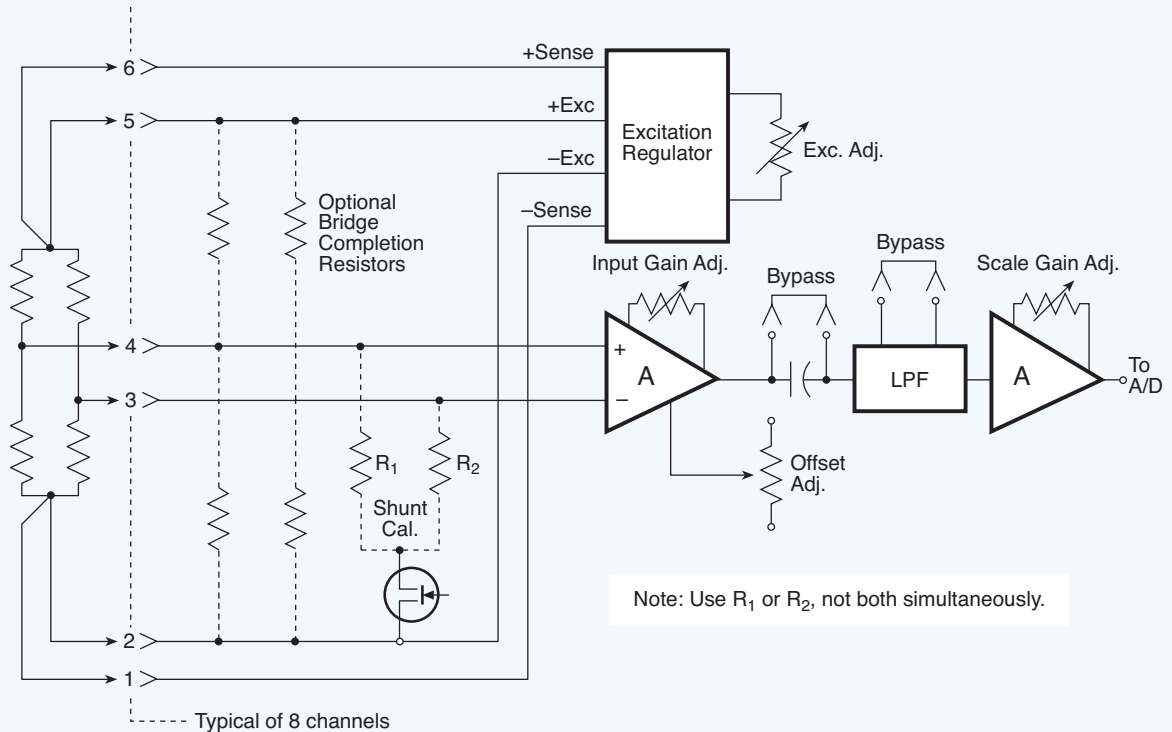 6
+Sense
5
+Exc
Excitation
Regulator
Exc. Adj.
–Exc
Optional
Bridge
Completion
Resistors
–Sense
Input Gain Adj.
Bypass
Bypass
Scale Gain Adj.
4
+
A
LPF
A
To
A/D
3
–
R1
R2
Offset
Adj.
Shunt
Cal.
Note: Use R1 or R2, not both simultaneously.
2
1
Typical of 8 channels